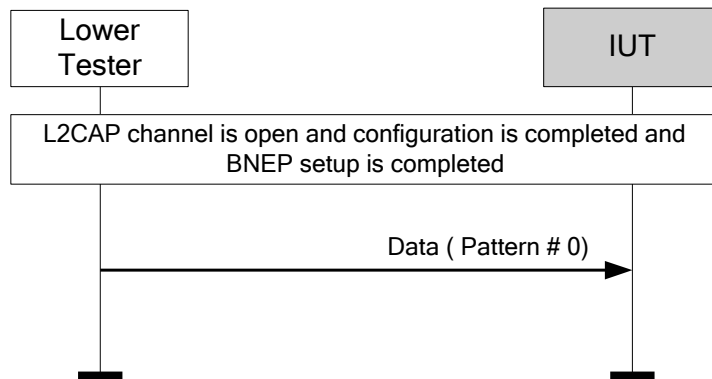 Lower
Tester
IUT
L2CAP channel is open and configuration is completed and
BNEP setup is completed
Data ( Pattern # 0)